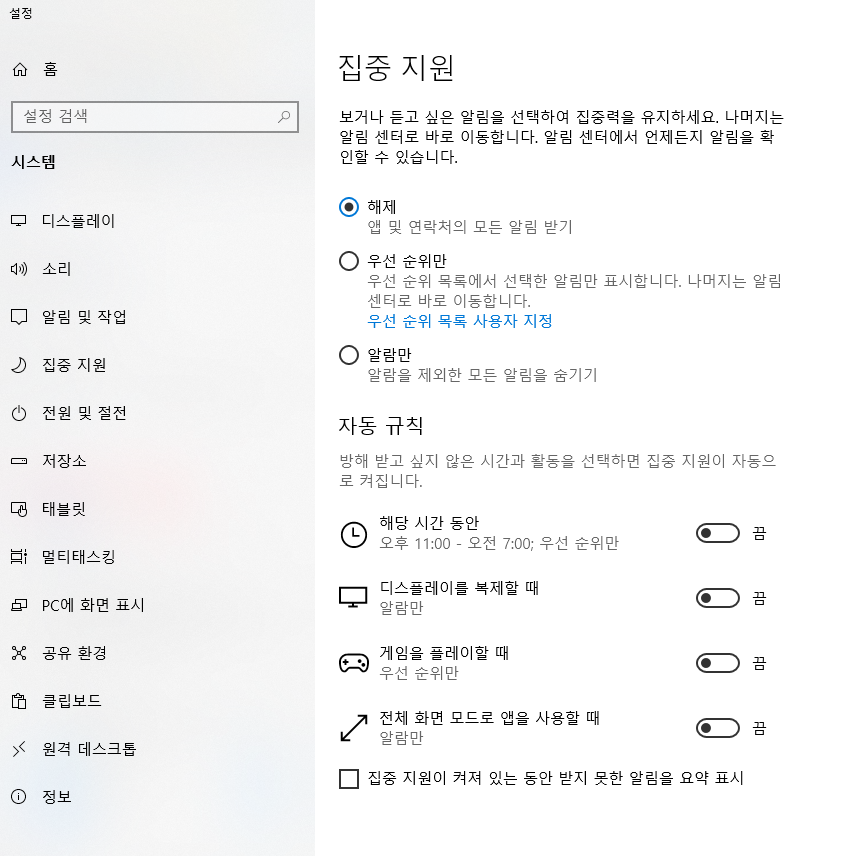 설정
홈
설정 검색
시스템
디스플레이
소리
알림 및 작업
집중 지원
전원 및 절전
저장소
태블릿
멀티태스킹
PC에 화면 표시
공유 환경
클립보드
원격 데스크톱
정보
집중 지원
보거나 듣고 싶은 알림을 선택하여 집중력을 유지하세요. 나머지는
알림 센터로 바로 이동합니다. 알림 센터에서 언제든지 알림을 확
인할 수 있습니다.
해제
앱 및 연락처의 모든 알림 받기
우선 순위만
우선 순위 목록에서 선택한 알림만 표시합니다. 나머지는 알림
센터로 바로 이동합니다.
우선 순위 목록 사용자 지정
알람만
알람을 제외한 모든 알림을 숨기기
자동 규칙
방해 받고 싶지 않은 시간과 활동을 선택하면 집중 지원이 자동으
로 켜집니다.
해당 시간 동안
오후 11:00 - 오전 7:00; 우선 순위만
끔
디스플레이를 복제할 때
알람만
끔
게임을 플레이할 때
우선 순위만
끔
전체 화면 모드로 앱을 사용할 때
알람만
끔
집중 지원이 켜져 있는 동안 받지 못한 알림을 요약 표시